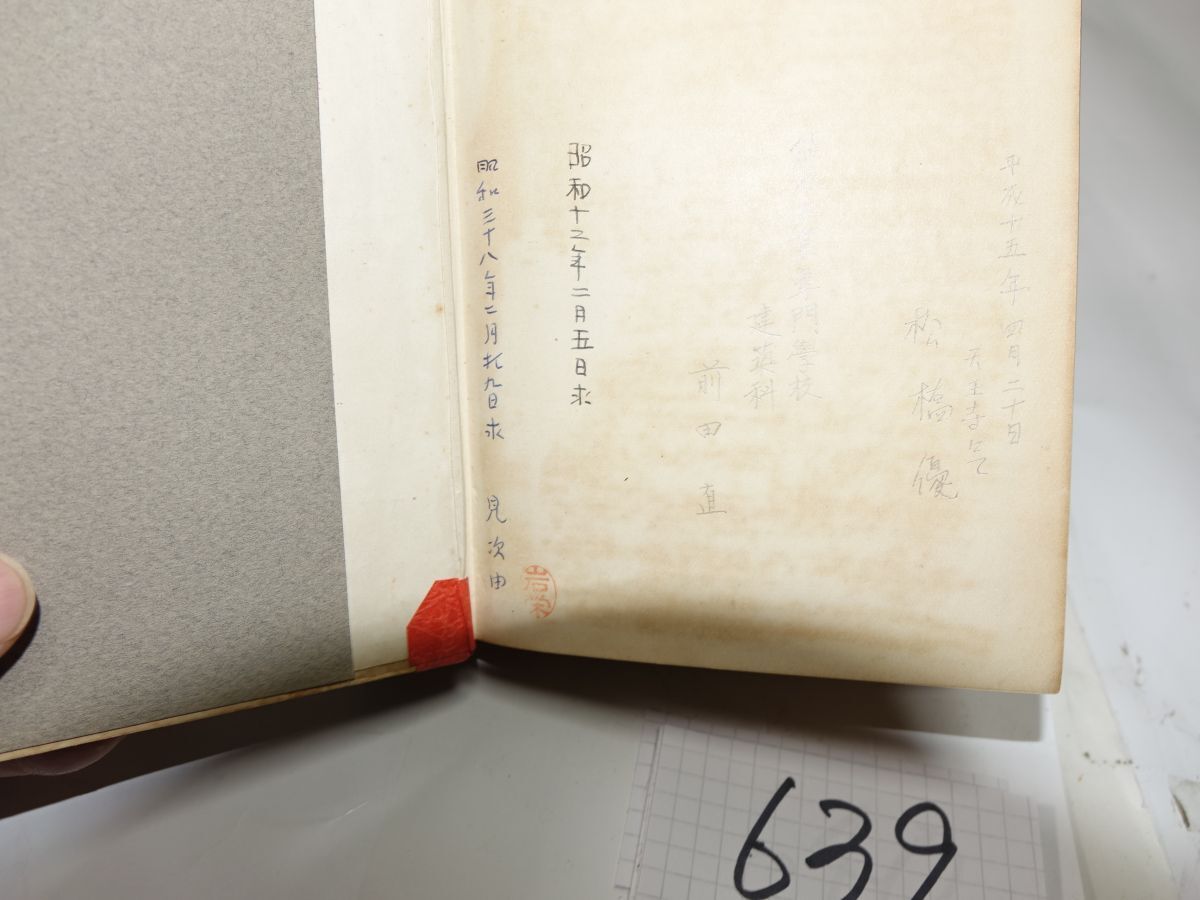 平成十五年四月二十日
天王寺にて
松橋優
専門學校
建築科
前田直
昭和十二年二月五日求
昭和三十八年二月廿九日求 見次由
岩栄
639